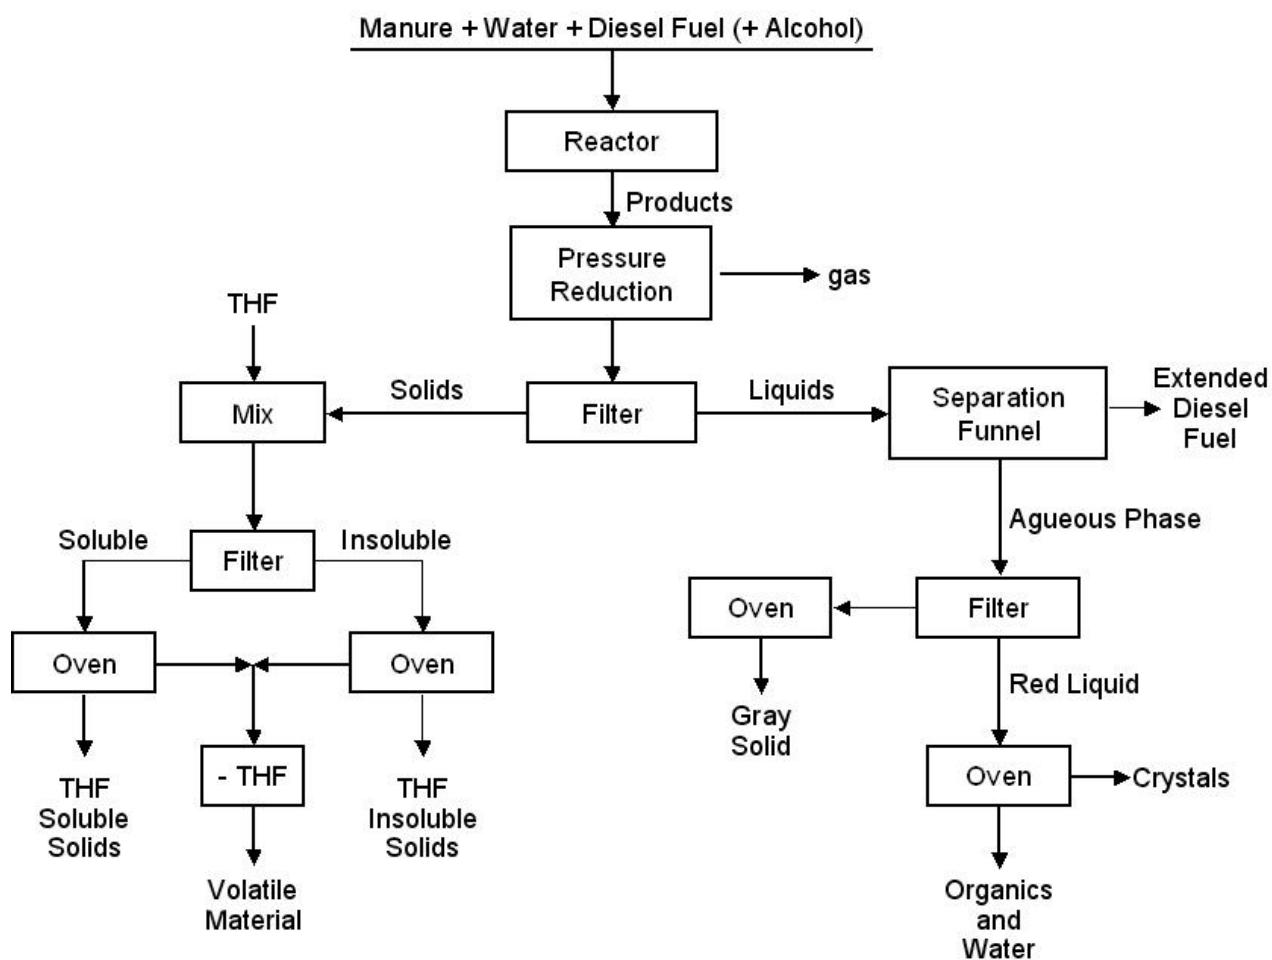 Manure + Water + Diesel Fuel (+ Alcohol)
Reactor
Products
Pressure
Reduction
gas
THF
Mix
Solids
Filter
Liquids
Separation
Funnel
Extended
Diesel
Fuel
Agueous Phase
Soluble
Filter
Insoluble
Oven
Filter
Oven
Oven
Red Liquid
Gray
Solid
- THF
Oven
Crystals
THF
Soluble
Solids
THF
Insoluble
Solids
Volatile
Material
Organics
and
Water